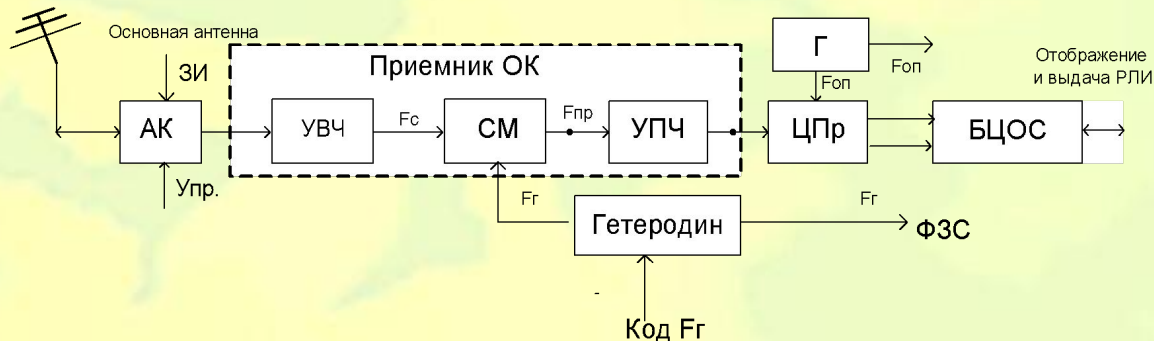 Основная антенна
ЗИ
Приемник ОК
Г
Fоп
Fоп
Отображение
и выдача РЛИ
АК
УВЧ
Fс
СМ
Fпр
УПЧ
ЦПр
БЦОС
Упр.
Fг
Гетеродин
Fг
ФЗС
-
Код Fг